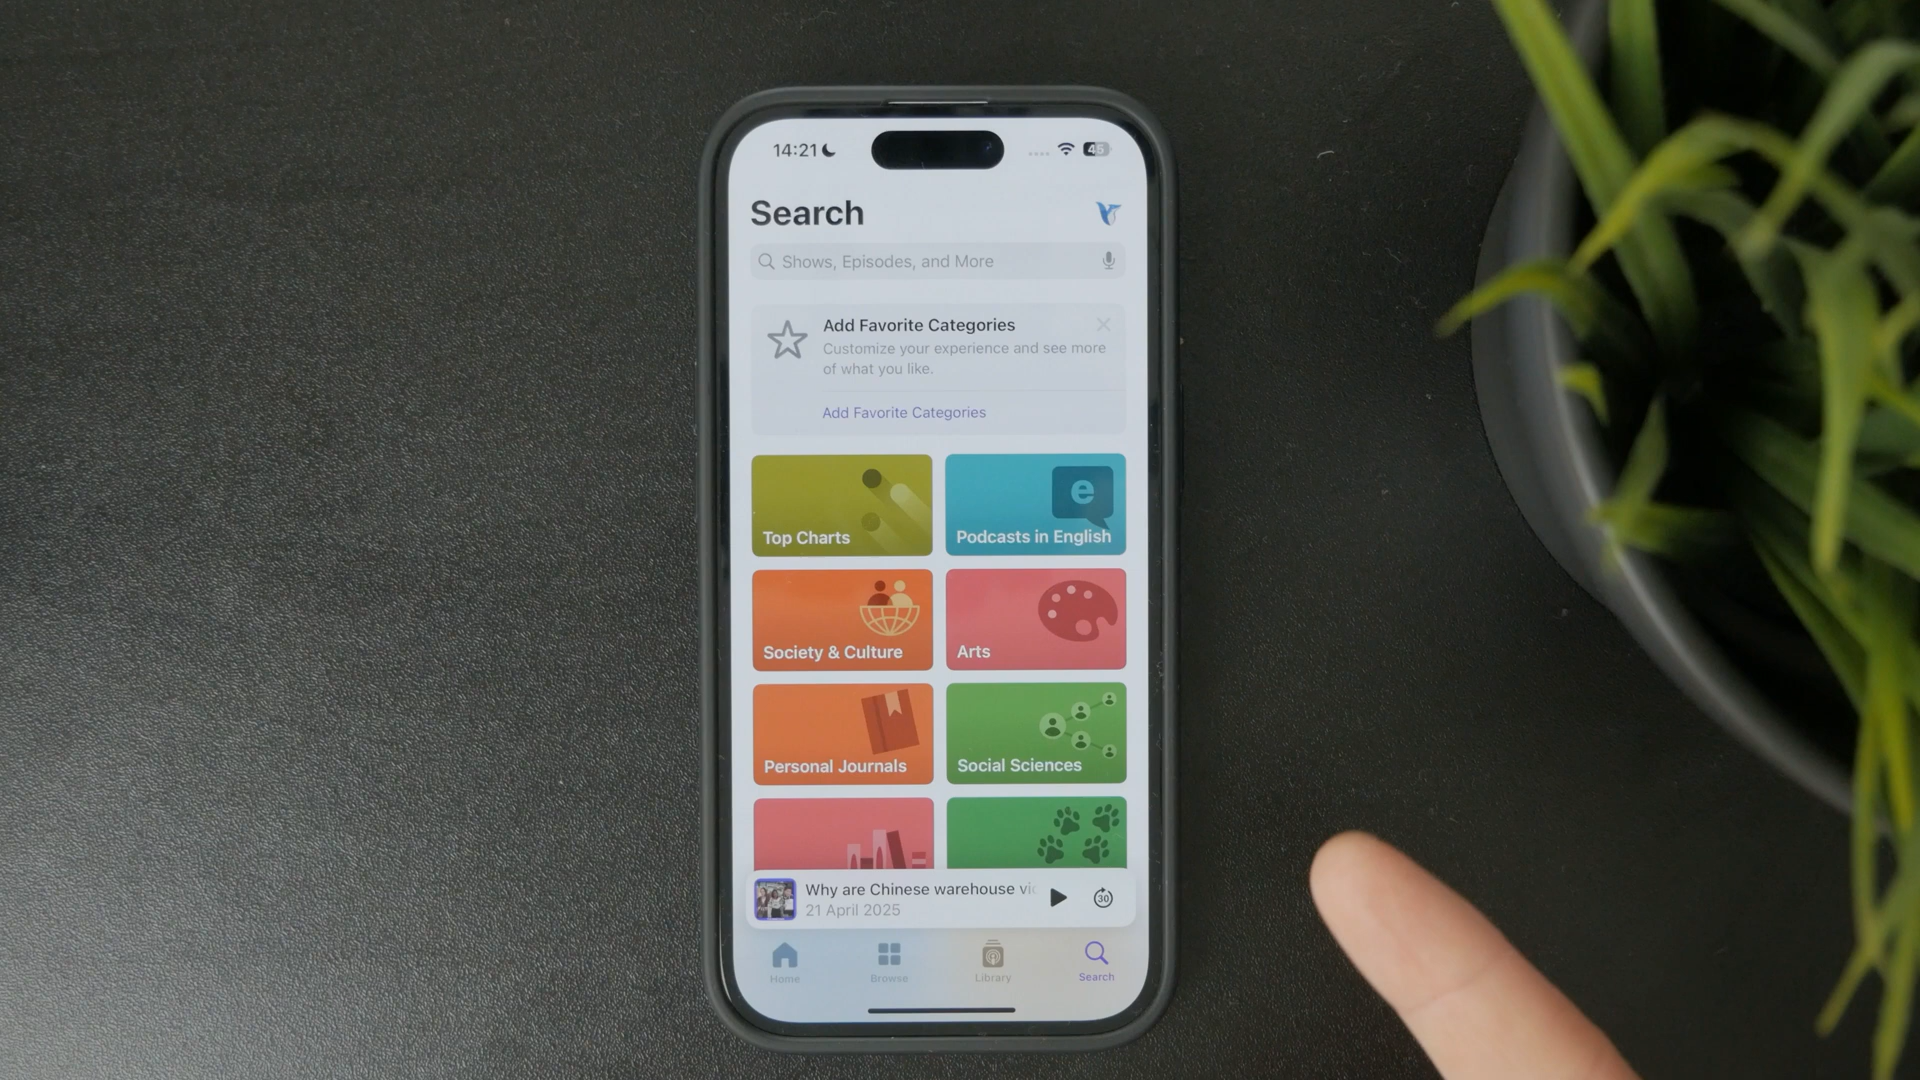 14:21
45
Search
Shows, Episodes, and More
Add Favorite Categories
Customize your experience and see more
of what you like.
Add Favorite Categories
Top Charts
e
Podcasts in English
Society & Culture
Arts
Personal Journals
Social Sciences
Why are Chinese warehouse vi
21 April 2025
30
Home
Browse
Library
Search